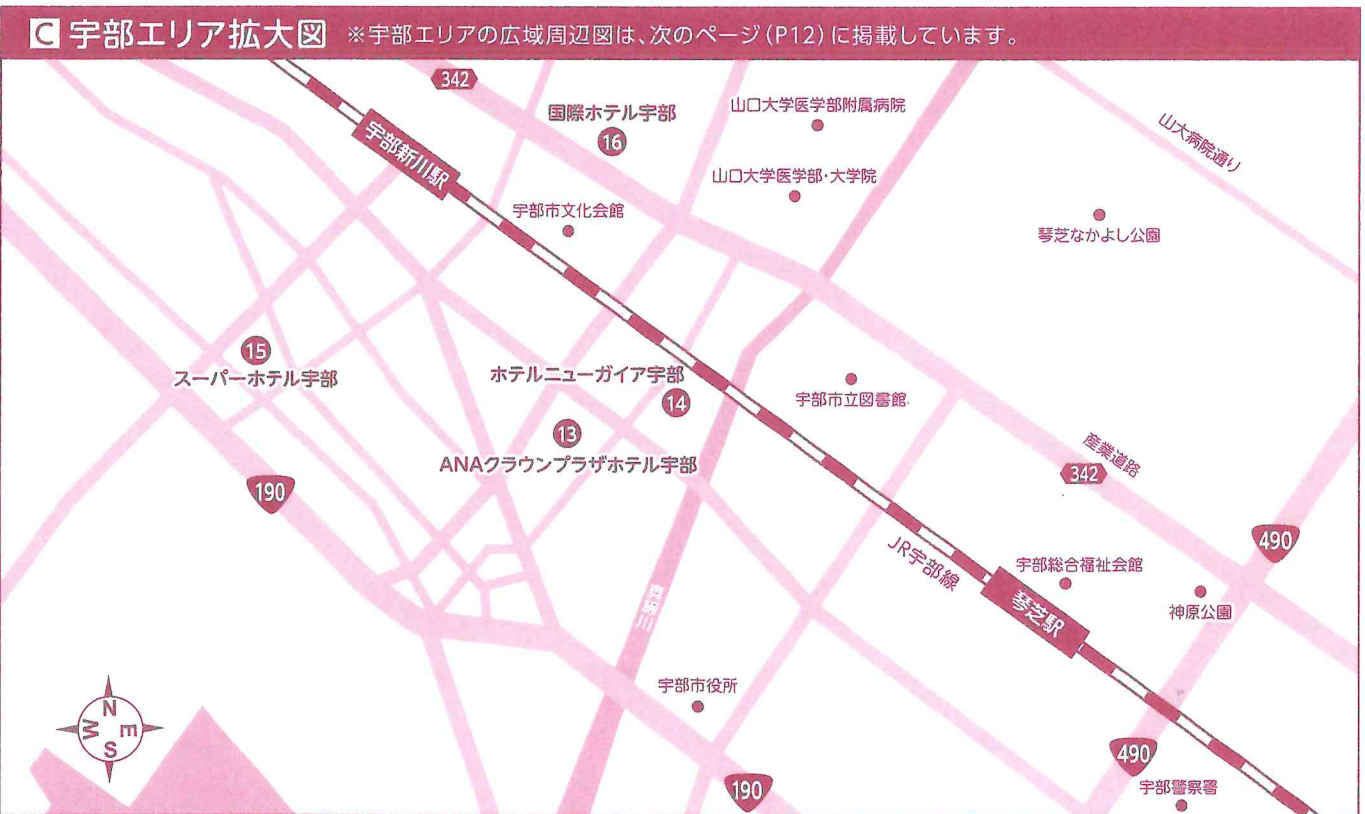 C 宇部エリア拡大図 ※宇部エリアの広域周辺図は、次のページ(P12)に掲載しています。
342
国際ホテル宇部
16
山口大学医学部附属病院
山大病院通り
宇部新川駅
山口大学医学部・大学院
宇部市文化会館
琴芝なかよし公園
15
スーパーホテル宇部
ホテルニューガイア宇部
14
宇部市立図書館
13
ANAクラウンプラザホテル宇部
産業道路
342
190
490
JR宇部線
宇部総合福祉会館
琴芝駅
神原公園
真締川
宇部市役所
N
W
E
S
490
190
宇部警察署